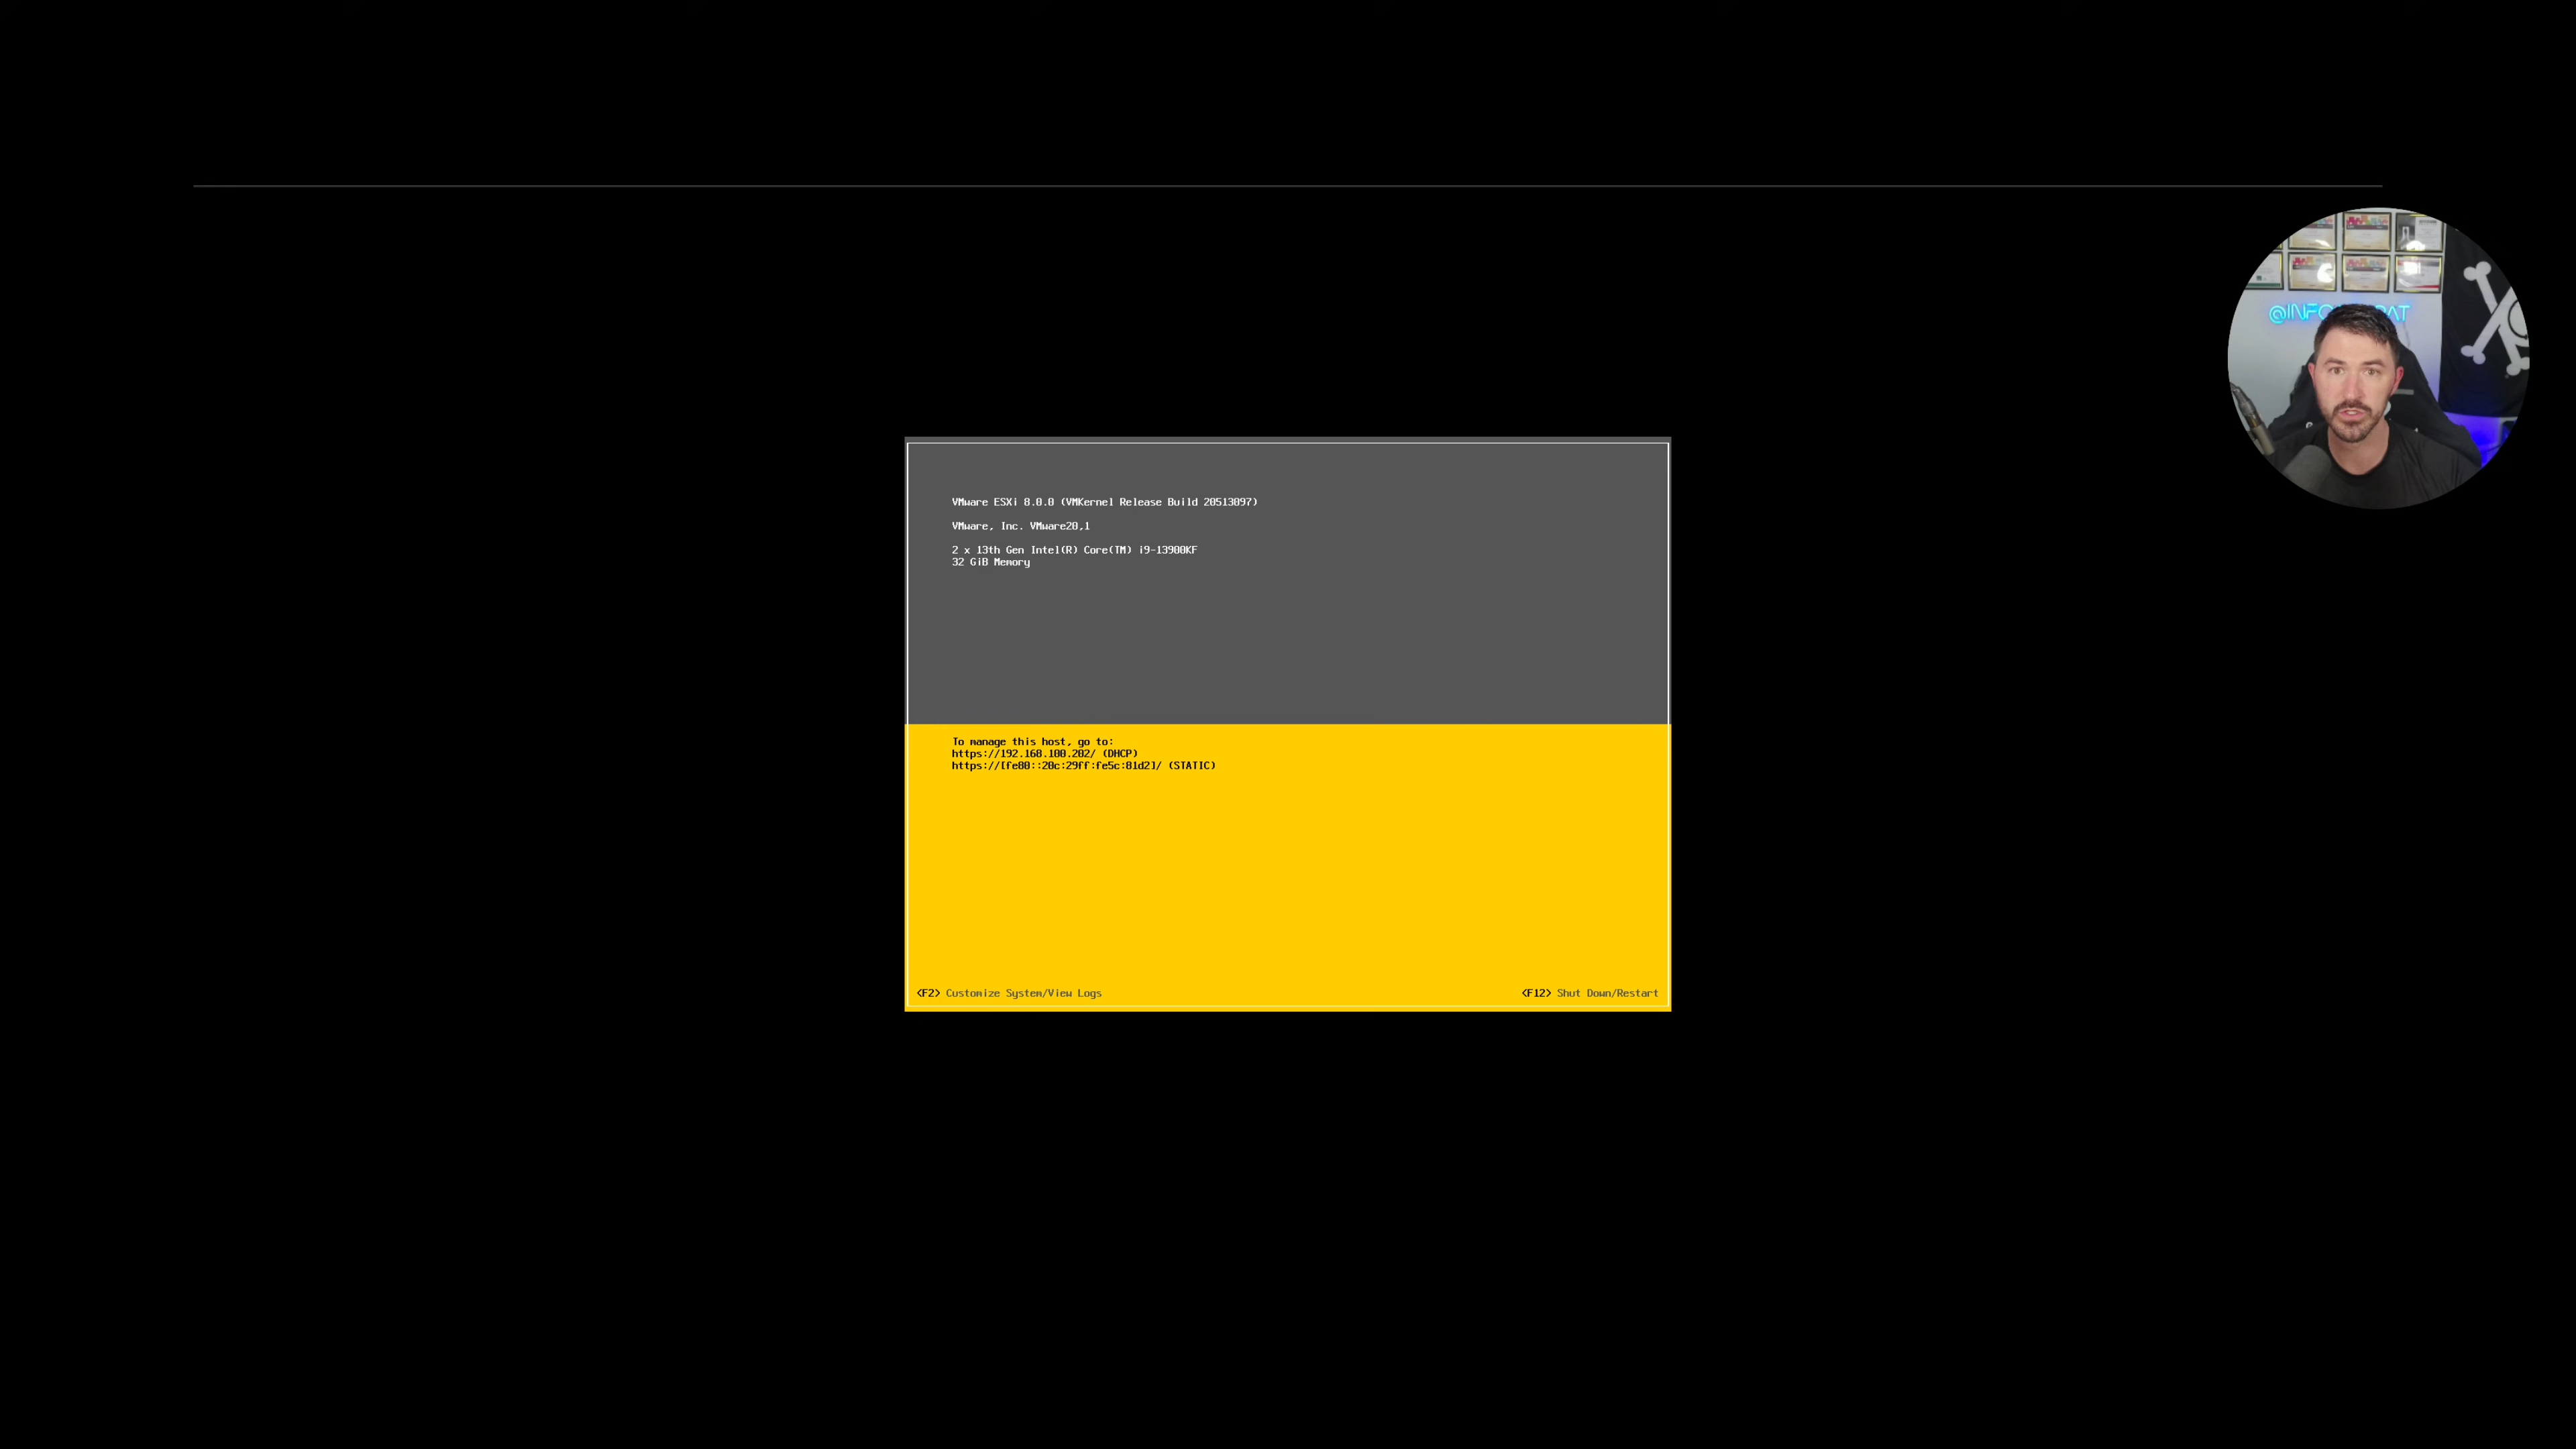 @INFO
AT
VMware ESXi 8.0.0 (VMKernel Release Build 20513097)
VMware, Inc. VMware20,1
2 x 13th Gen Intel(R) Core(TM) i9-13900KF
32 GiB Memory
To manage this host, go to:
https://192.168.100.202/ (DHCP)
https://[fe80::20c:29ff:fe5c:81d2]/ (STATIC)
<F2> Customize System/View Logs
<F12> Shut Down/Restart